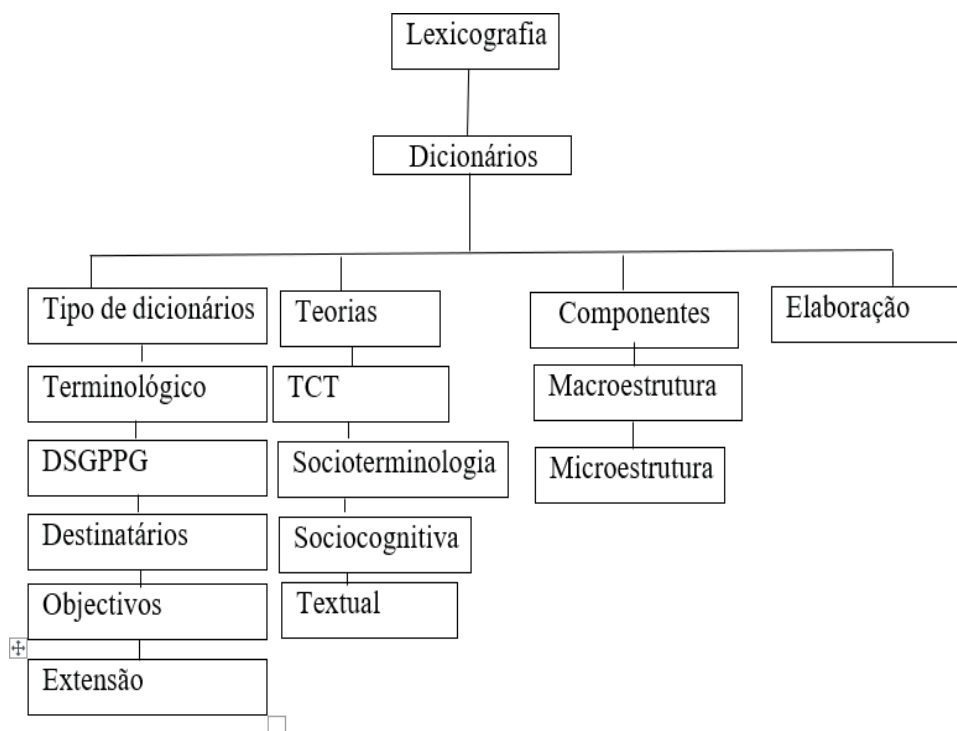 Lexicografia
Dicionários
Tipo de dicionários
Terminológico
DSGPPG
Destinatários
Objectivos
Extensão
Teorias
TCT
Socioterminologia
Sociocognitiva
Textual
Componentes
Macroestrutura
Microestrutura
Elaboração